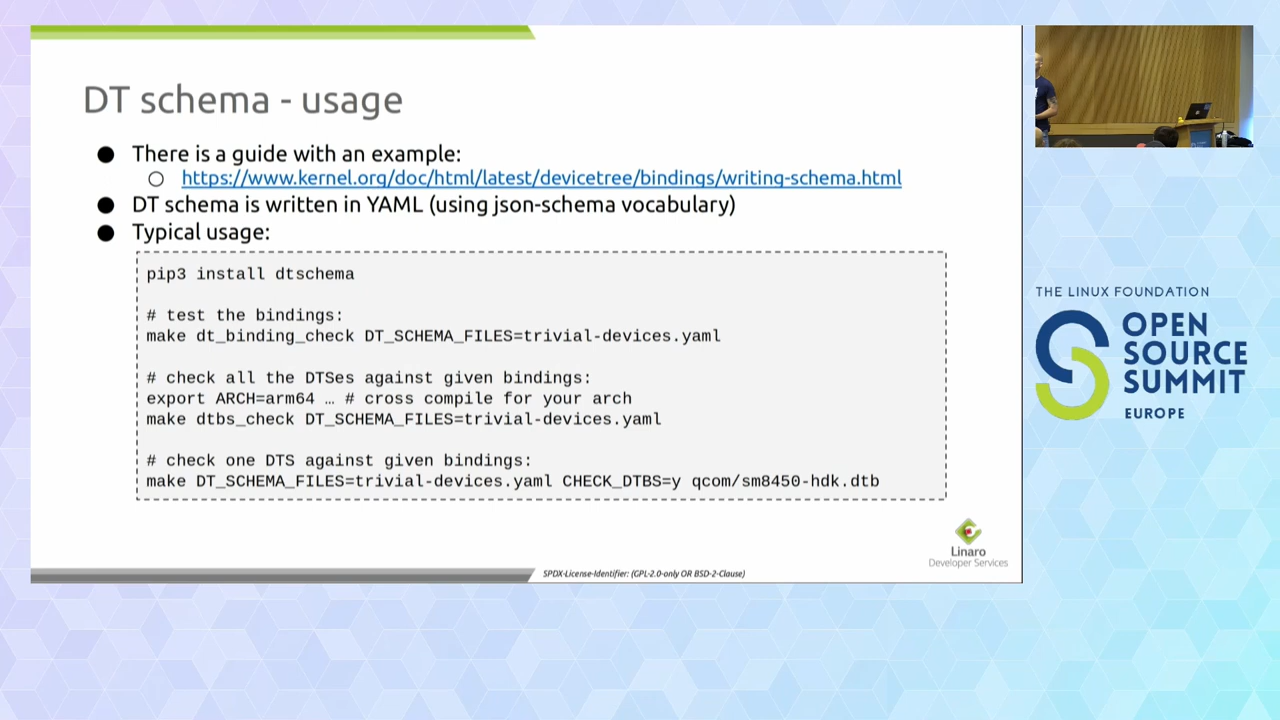 DT schema - usage
● There is a guide with an example:
○ https://www.kernel.org/doc/html/latest/devicetree/bindings/writing-schema.html
● DT schema is written in YAML (using json-schema vocabulary)
● Typical usage:
pip3 install dtschema
# test the bindings:
make dt_binding_check DT_SCHEMA_FILES=trivial-devices.yaml
# check all the DTSes against given bindings:
export ARCH=arm64 … # cross compile for your arch
make dtbs_check DT_SCHEMA_FILES=trivial-devices.yaml
# check one DTS against given bindings:
make DT_SCHEMA_FILES=trivial-devices.yaml CHECK_DTBS=y qcom/sm8450-hdk.dtb
Linaro
Developer Services
SPDX-License-Identifier: (GPL-2.0-only OR BSD-2-Clause)
THE LINUX FOUNDATION
OPEN
SOURCE
SUMMIT
EUROPE